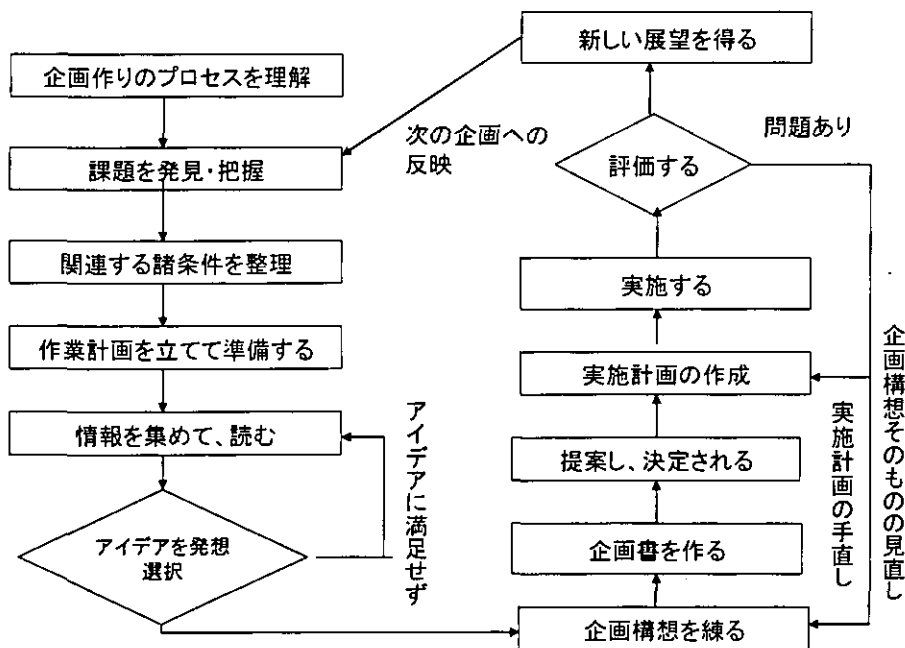 企画作りのプロセスを理解
課題を発見・把握
関連する諸条件を整理
作業計画を立てて準備する
情報を集めて、読む
アイデアを発想
選択
アイデアに満足せず
企画構想を練る
企画書を作る
提案し、決定される
実施計画の作成
実施する
評価する
問題あり
実施計画の手直し
企画構想そのものの見直し
新しい展望を得る
次の企画への
反映